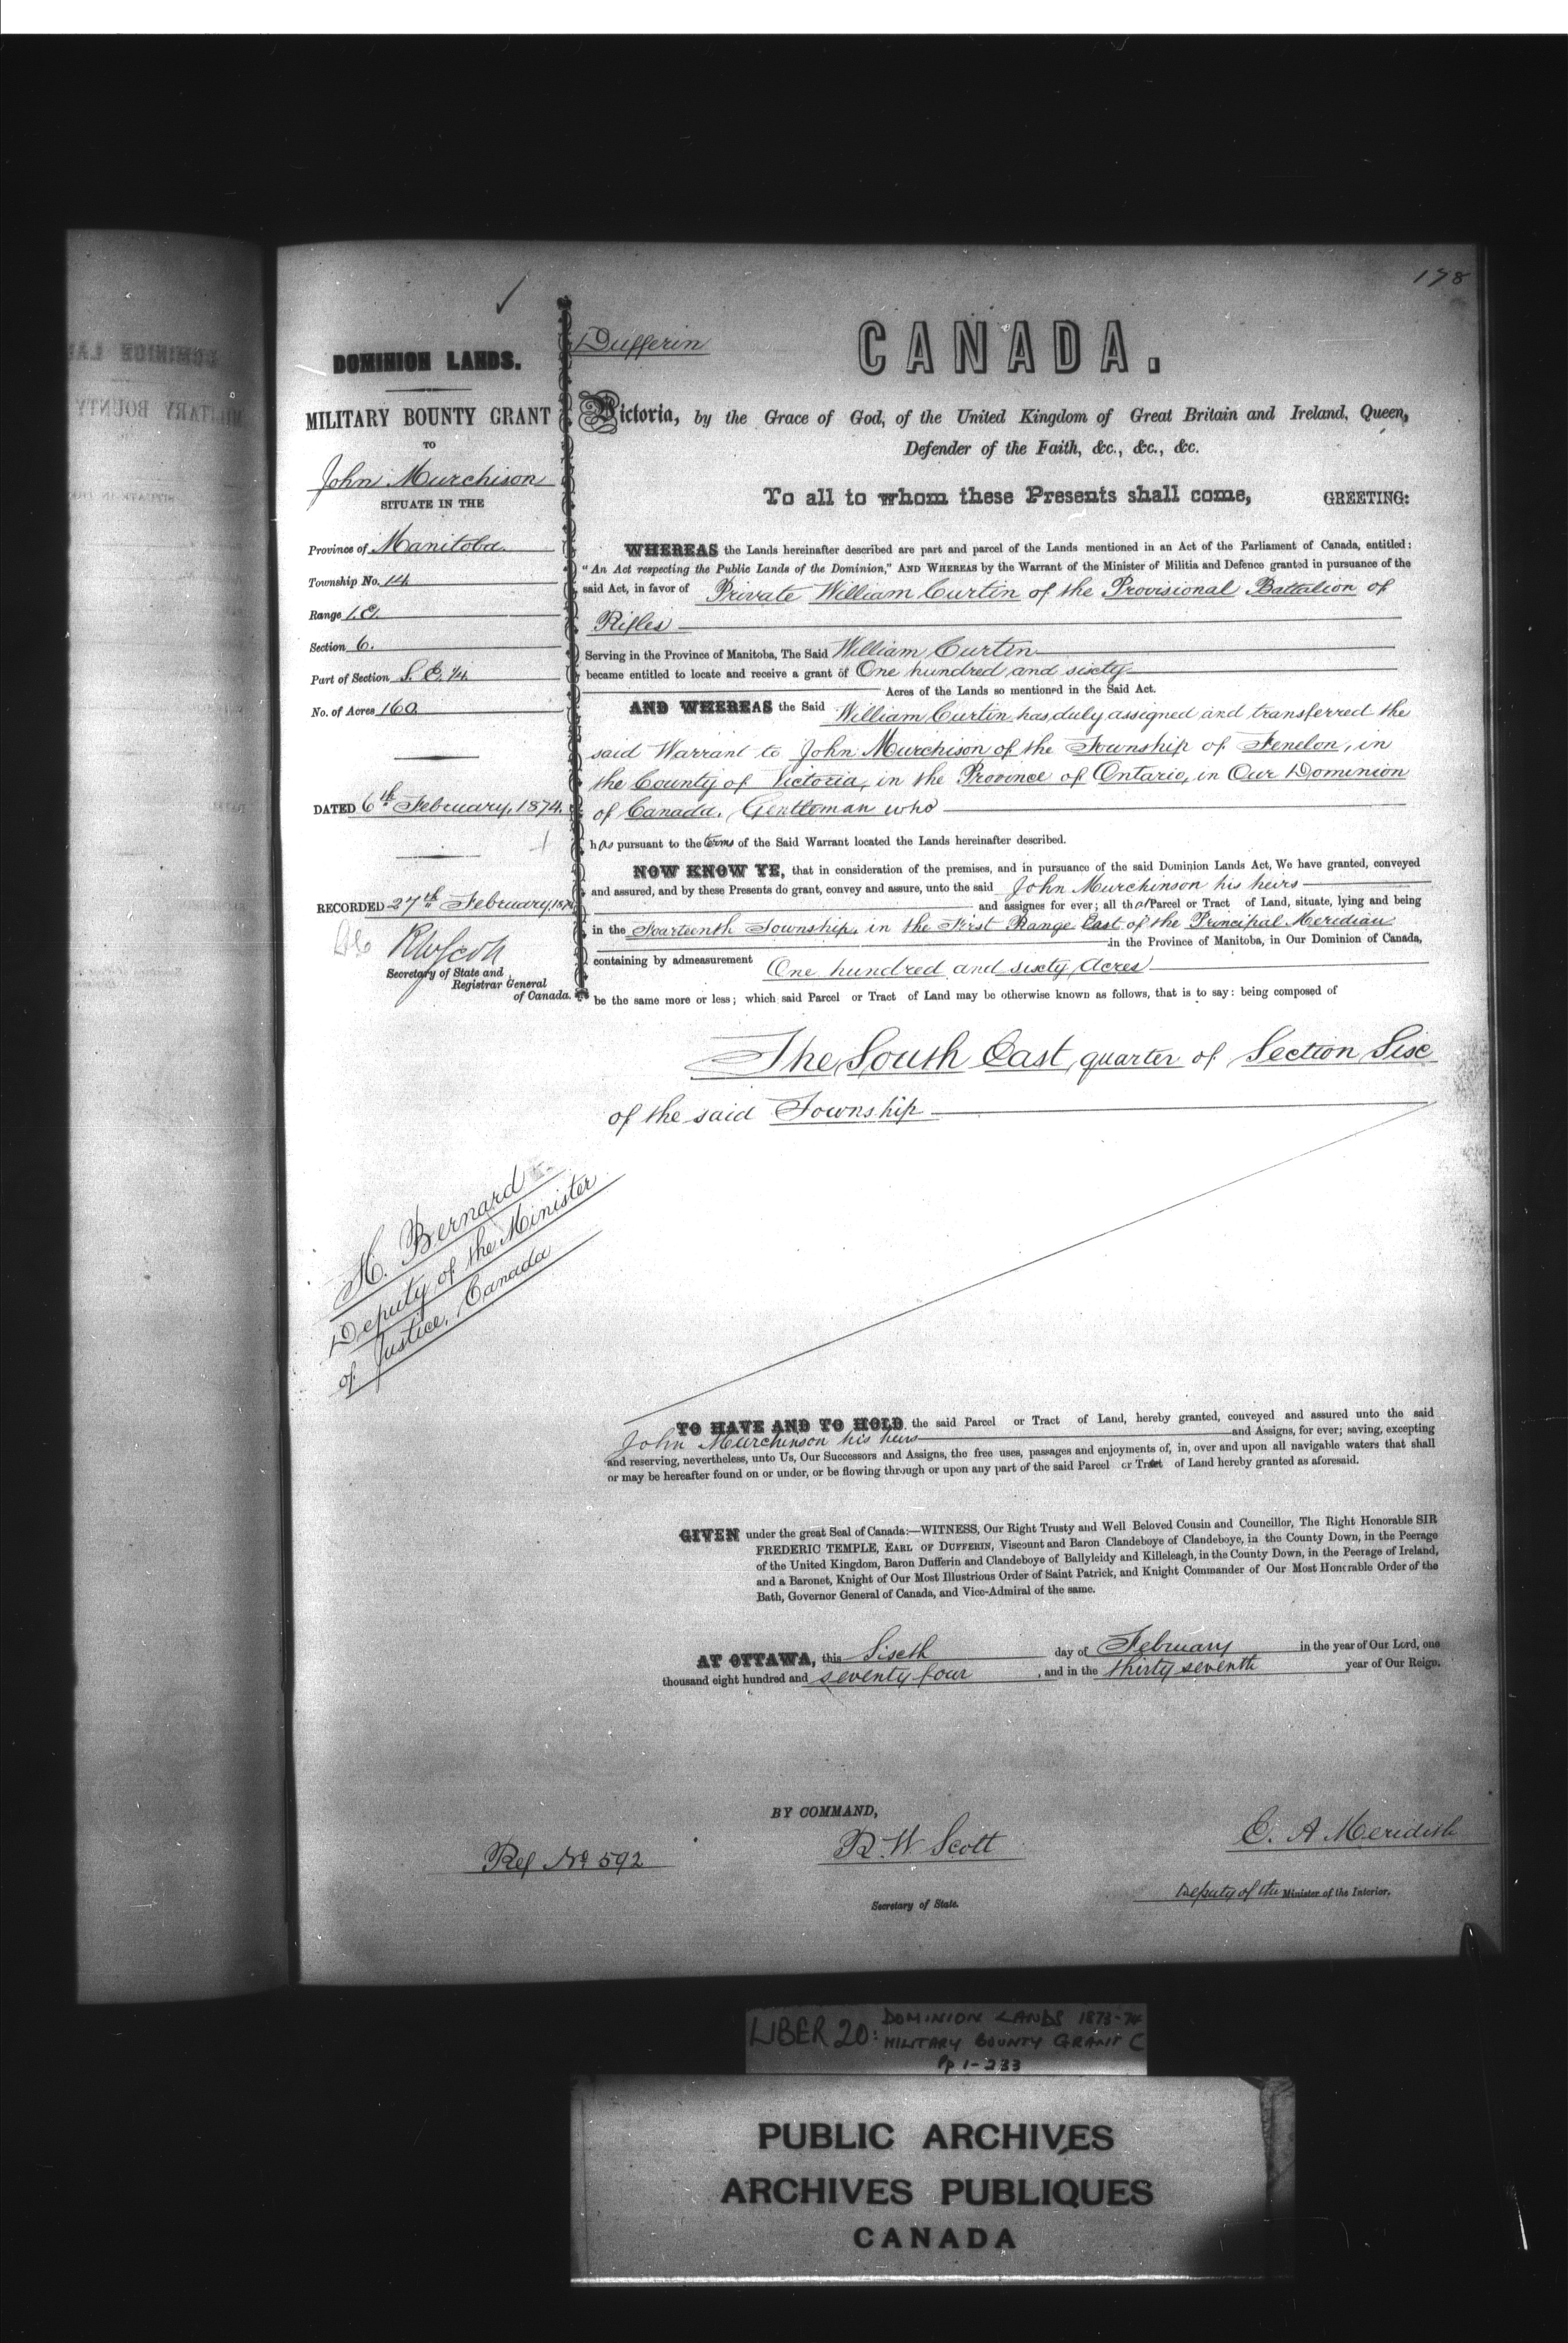 178
DOMINION LANDS.
MILITARY BOUNTY GRANT
TO
John Murchison
SITUATE IN THE
Province of Manitoba
Township No. 14
Range 1.E.
Section 6.
Part of Section S.E. ¼
No. of Acres 160
DATED 6th February, 1874.
RECORDED 27th February, 1874
RWScott
Secretary of State and
Registrar General
of Canada.
Dufferin
CANADA.
Victoria, by the Grace of God, of the United Kingdom of Great Britain and Ireland, Queen,
Defender of the Faith, &c., &c., &c.
To all to whom these Presents shall come, GREETING:
WHEREAS the Lands hereinafter described are part and parcel of the Lands mentioned in an Act of the Parliament of Canada, entitled:
"An Act respecting the Public Lands of the Dominion," AND WHEREAS by the Warrant of the Minister of Militia and Defence granted in pursuance of the
said Act, in favor of Private William Curtin of the Provisional Battalion of
Rifles
Serving in the Province of Manitoba, The Said William Curtin
became entitled to locate and receive a grant of One hundred and sixty
Acres of the Lands so mentioned in the Said Act.
AND WHEREAS the Said William Curtin has duly assigned and transferred the
said Warrant to John Murchison of the Township of Fenelon, in
the County of Victoria, in the Province of Ontario, in Our Dominion
of Canada, Gentleman who
has pursuant to the terms of the Said Warrant located the Lands hereinafter described.
NOW KNOW YE, that in consideration of the premises, and in pursuance of the said Dominion Lands Act, We have granted, conveyed
and assured, and by these Presents do grant, convey and assure, unto the said John Murchinson his heirs
and assignes for ever; all that Parcel or Tract of Land, situate, lying and being
in the Fourteenth Township, in the First Range East of the Principal Meridian
in the Province of Manitoba, in Our Dominion of Canada,
containing by admeasurement One hundred and sixty Acres
be the same more or less; which said Parcel or Tract of Land may be otherwise known as follows, that is to say: being composed of
The South East quarter of Section Six
of the said Township
H. Bernard
Deputy of the Minister
of Justice, Canada
TO HAVE AND TO HOLD the said Parcel or Tract of Land, hereby granted, conveyed and assured unto the said
John Murchinson his heirs and Assigns, for ever; saving, excepting
and reserving, nevertheless, unto Us, Our Successors and Assigns, the free uses, passages and enjoyments of, in, over and upon all navigable waters that shall
or may be hereafter found on or under, or be flowing through or upon any part of the said Parcel or Tract of Land hereby granted as aforesaid.
GIVEN under the great Seal of Canada:—WITNESS, Our Right Trusty and Well Beloved Cousin and Councillor, The Right Honorable SIR
FREDERIC TEMPLE, EARL OF DUFFERIN, Viscount and Baron Clandeboye of Clandeboye, in the County Down, in the Peerage
of the United Kingdom, Baron Dufferin and Clandeboye of Ballyleidy and Killeleagh, in the County Down, in the Peerage of Ireland,
and a Baronet, Knight of Our Most Illustrious Order of Saint Patrick, and Knight Commander of Our Most Honorable Order of the
Bath, Governor General of Canada, and Vice-Admiral of the same.
AT OTTAWA, this Sixth day of February in the year of Our Lord, one
thousand eight hundred and seventy four, and in the thirty seventh year of Our Reign.
BY COMMAND,
Ref No 592
R. W Scott
Secretary of State.
E. A Meredith
Deputy of the Minister of the Interior.
LIBER 20: DOMINION LANDS 1873-74
MILITARY BOUNTY GRANT C
Pp 1-233
PUBLIC ARCHIVES
ARCHIVES PUBLIQUES
CANADA